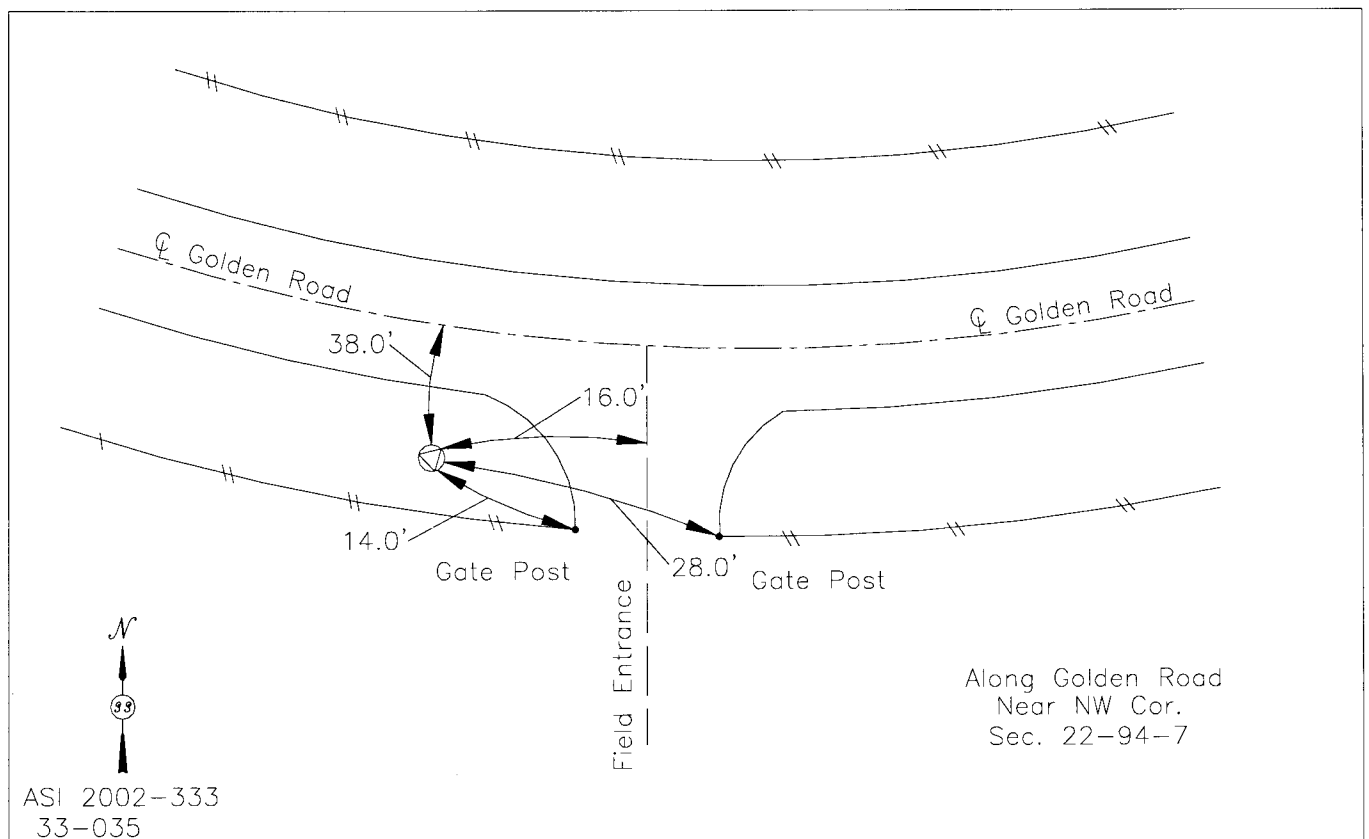 ℄ Golden Road
℄ Golden Road
38.0'
16.0'
14.0'
28.0'
Gate Post
Gate Post
Field Entrance
N
33
Along Golden Road
Near NW Cor.
Sec. 22-94-7
ASI 2002-333
33-035